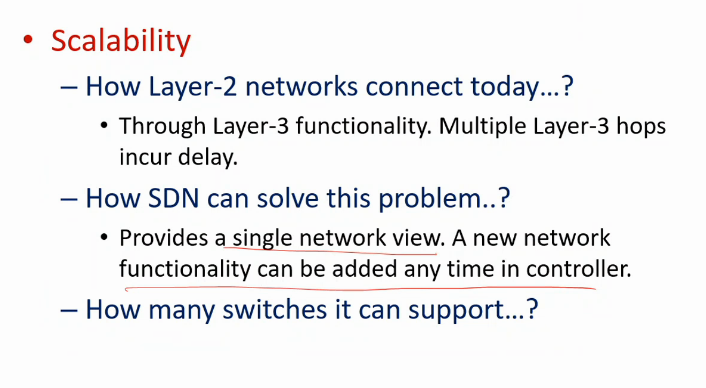 • Scalability
– How Layer-2 networks connect today…?
• Through Layer-3 functionality. Multiple Layer-3 hops
incur delay.
– How SDN can solve this problem..?
• Provides a single network view. A new network
functionality can be added any time in controller.
– How many switches it can support…?